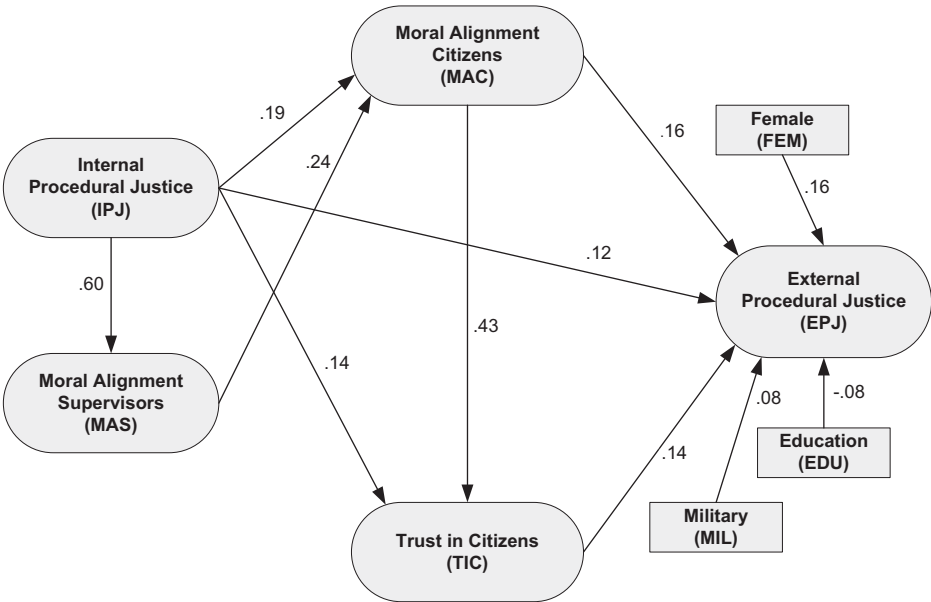 Moral Alignment
Citizens
(MAC)
.19
.16
Female
(FEM)
.24
Internal
Procedural Justice
(IPJ)
.16
.12
.60
External
Procedural Justice
(EPJ)
.43
.14
Moral Alignment
Supervisors
(MAS)
.08
-.08
Education
(EDU)
.14
Military
(MIL)
Trust in Citizens
(TIC)